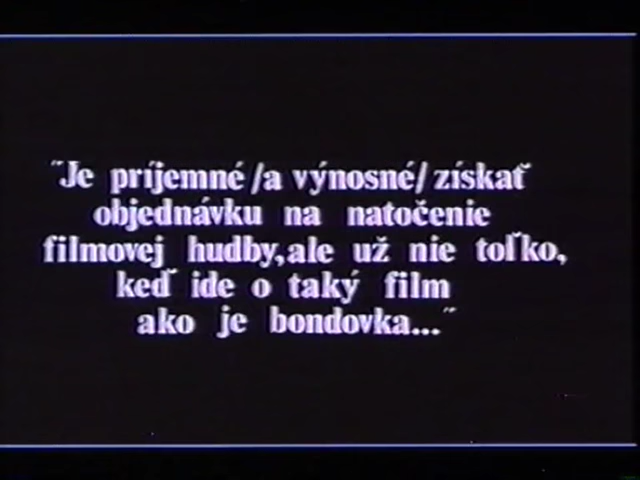 "Je príjemné /a výnosné/ získať
objednávku na natočenie
filmovej hudby,ale už nie toľko,
keď ide o taký film
ako je bondovka..."